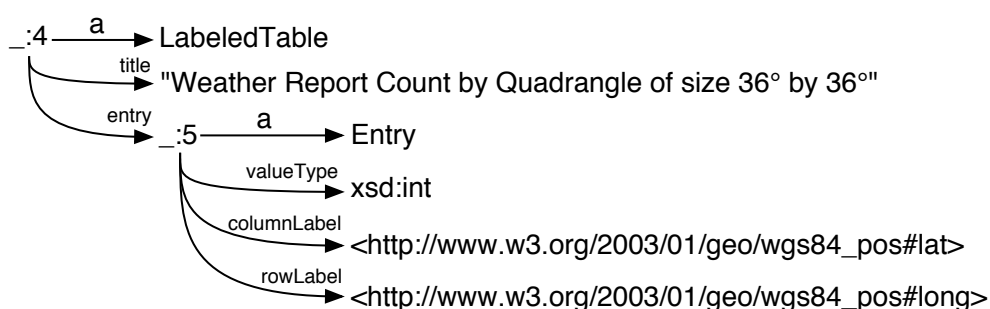 _:4 a LabeledTable
title "Weather Report Count by Quadrangle of size 36° by 36°"
entry _:5 a Entry
valueType xsd:int
columnLabel <http://www.w3.org/2003/01/geo/wgs84_pos#lat>
rowLabel <http://www.w3.org/2003/01/geo/wgs84_pos#long>